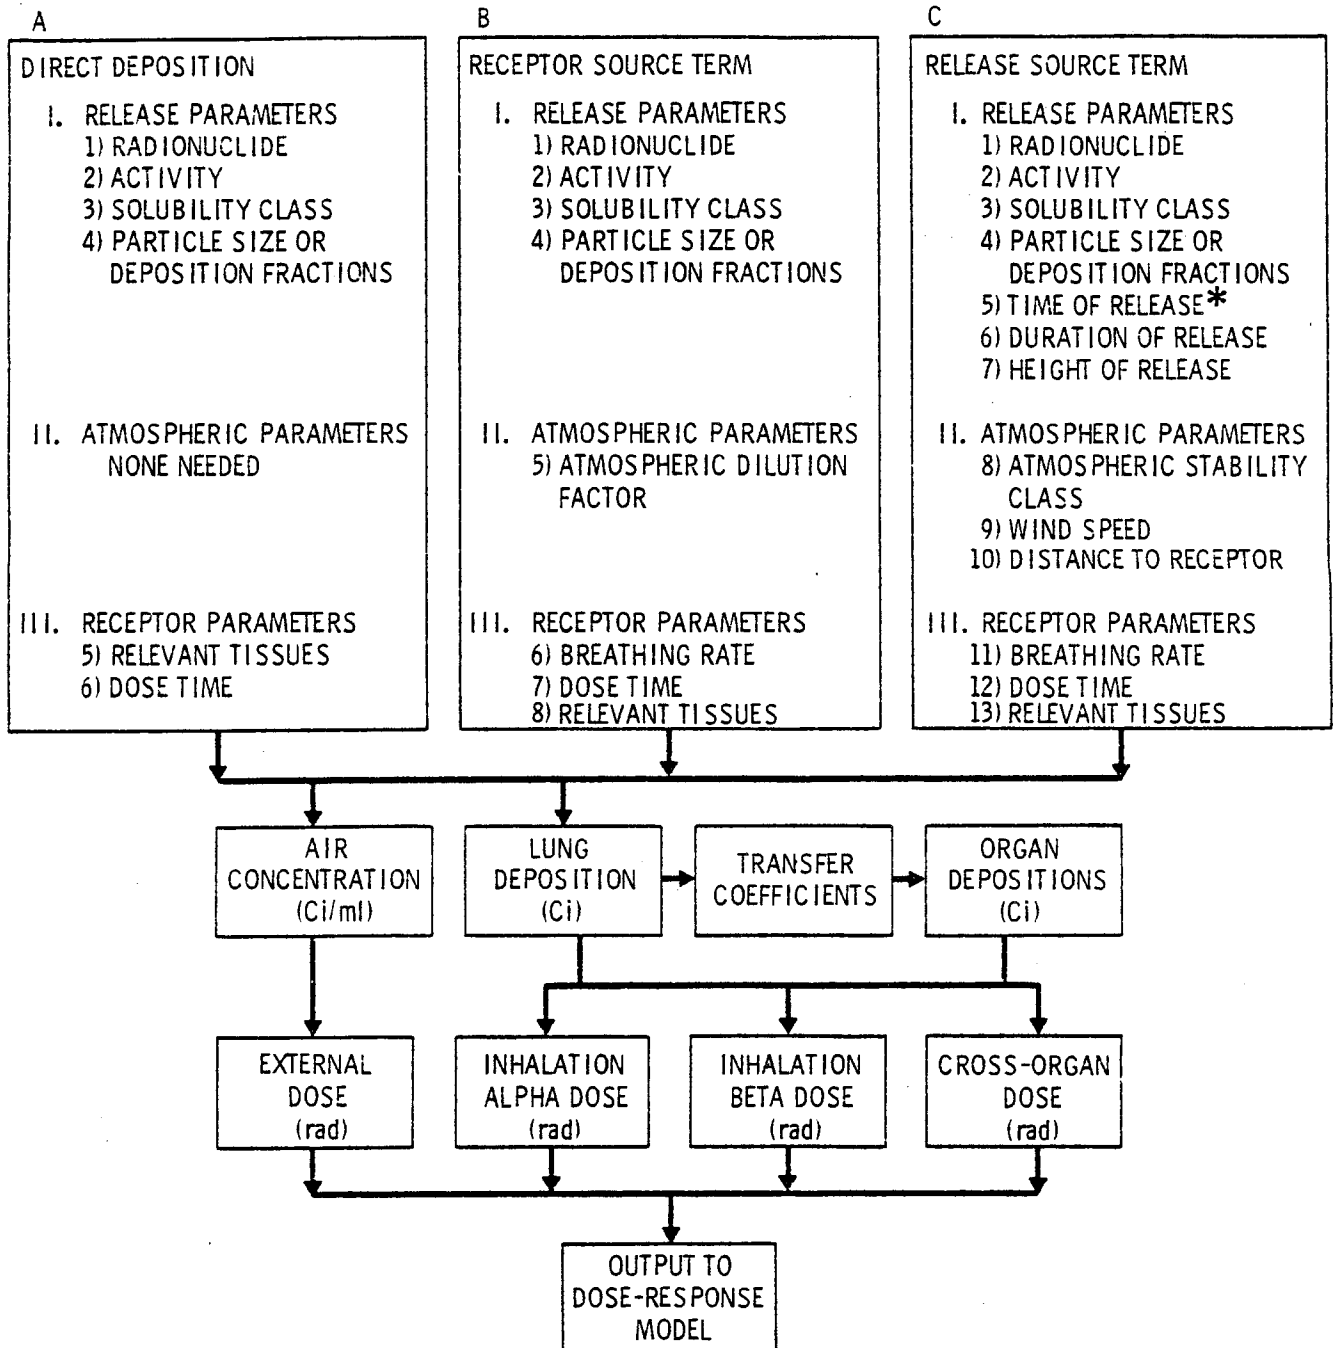 A
DIRECT DEPOSITION
I. RELEASE PARAMETERS
1) RADIONUCLIDE
2) ACTIVITY
3) SOLUBILITY CLASS
4) PARTICLE SIZE OR
DEPOSITION FRACTIONS
II. ATMOSPHERIC PARAMETERS
NONE NEEDED
III. RECEPTOR PARAMETERS
5) RELEVANT TISSUES
6) DOSE TIME
B
RECEPTOR SOURCE TERM
I. RELEASE PARAMETERS
1) RADIONUCLIDE
2) ACTIVITY
3) SOLUBILITY CLASS
4) PARTICLE SIZE OR
DEPOSITION FRACTIONS
II. ATMOSPHERIC PARAMETERS
5) ATMOSPHERIC DILUTION
FACTOR
III. RECEPTOR PARAMETERS
6) BREATHING RATE
7) DOSE TIME
8) RELEVANT TISSUES
C
RELEASE SOURCE TERM
I. RELEASE PARAMETERS
1) RADIONUCLIDE
2) ACTIVITY
3) SOLUBILITY CLASS
4) PARTICLE SIZE OR
DEPOSITION FRACTIONS
5) TIME OF RELEASE*
6) DURATION OF RELEASE
7) HEIGHT OF RELEASE
II. ATMOSPHERIC PARAMETERS
8) ATMOSPHERIC STABILITY
CLASS
9) WIND SPEED
10) DISTANCE TO RECEPTOR
III. RECEPTOR PARAMETERS
11) BREATHING RATE
12) DOSE TIME
13) RELEVANT TISSUES
AIR
CONCENTRATION
(Ci/ml)
LUNG
DEPOSITION
(Ci)
TRANSFER
COEFFICIENTS
ORGAN
DEPOSITIONS
(Ci)
EXTERNAL
DOSE
(rad)
INHALATION
ALPHA DOSE
(rad)
INHALATION
BETA DOSE
(rad)
CROSS-ORGAN
DOSE
(rad)
OUTPUT TO
DOSE-RESPONSE
MODEL